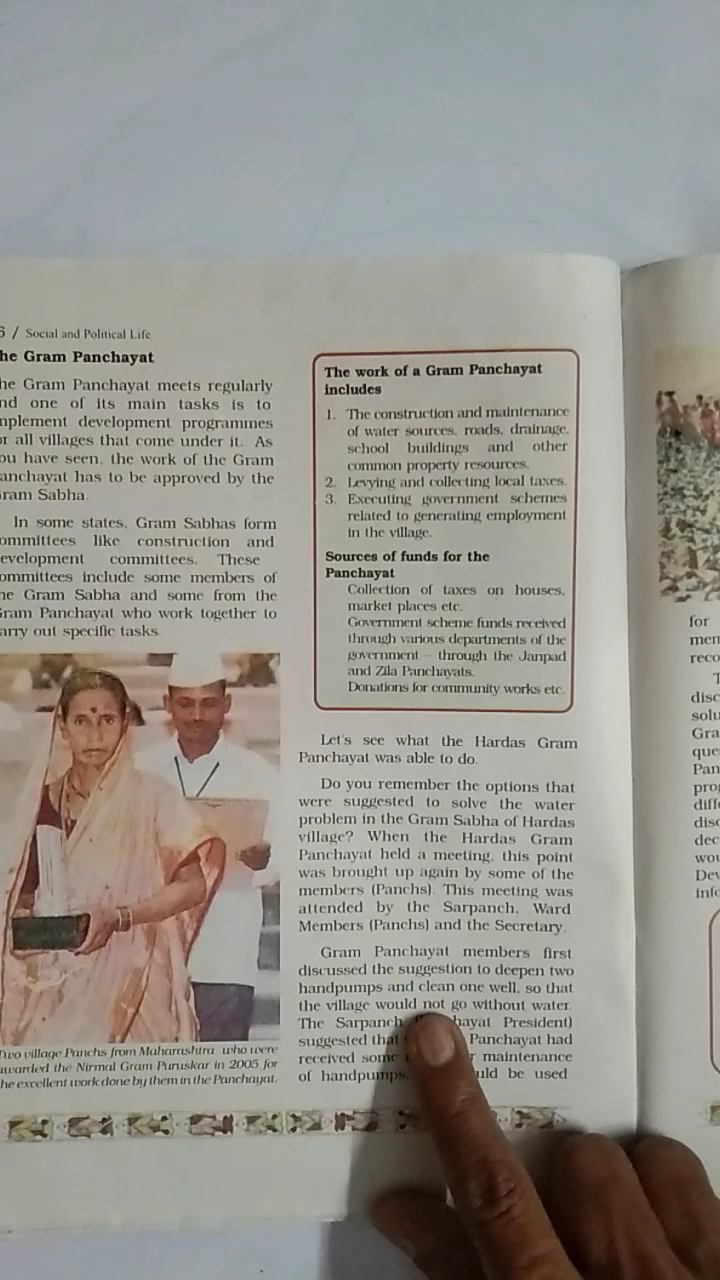 6 / Social and Political Life
he Gram Panchayat
he Gram Panchayat meets regularly
nd one of its main tasks is to
mplement development programmes
or all villages that come under it. As
ou have seen, the work of the Gram
anchayat has to be approved by the
ram Sabha.
In some states, Gram Sabhas form
ommittees like construction and
evelopment committees. These
ommittees include some members of
he Gram Sabha and some from the
ram Panchayat who work together to
arry out specific tasks.
Two village Panchs from Maharashtra who were
awarded the Nirmal Gram Puruskar in 2005 for
he excellent work done by them in the Panchayat.
The work of a Gram Panchayat
includes
1. The construction and maintenance
of water sources, roads, drainage,
school buildings and other
common property resources.
2. Levying and collecting local taxes.
3. Executing government schemes
related to generating employment
in the village.
Sources of funds for the
Panchayat
Collection of taxes on houses,
market places etc.
Government scheme funds received
through various departments of the
government – through the Janpad
and Zila Panchayats.
Donations for community works etc.
Let's see what the Hardas Gram
Panchayat was able to do.
Do you remember the options that
were suggested to solve the water
problem in the Gram Sabha of Hardas
village? When the Hardas Gram
Panchayat held a meeting, this point
was brought up again by some of the
members (Panchs). This meeting was
attended by the Sarpanch, Ward
Members (Panchs) and the Secretary.
Gram Panchayat members first
discussed the suggestion to deepen two
handpumps and clean one well, so that
the village would not go without water.
The Sarpanch hayat President)
suggested that Panchayat had
received some maintenance
of handpumps, uld be used
for
men
reco
T
disc
solu
Gra
que
Pan
prog
diff
disc
dec
wou
Dev
info